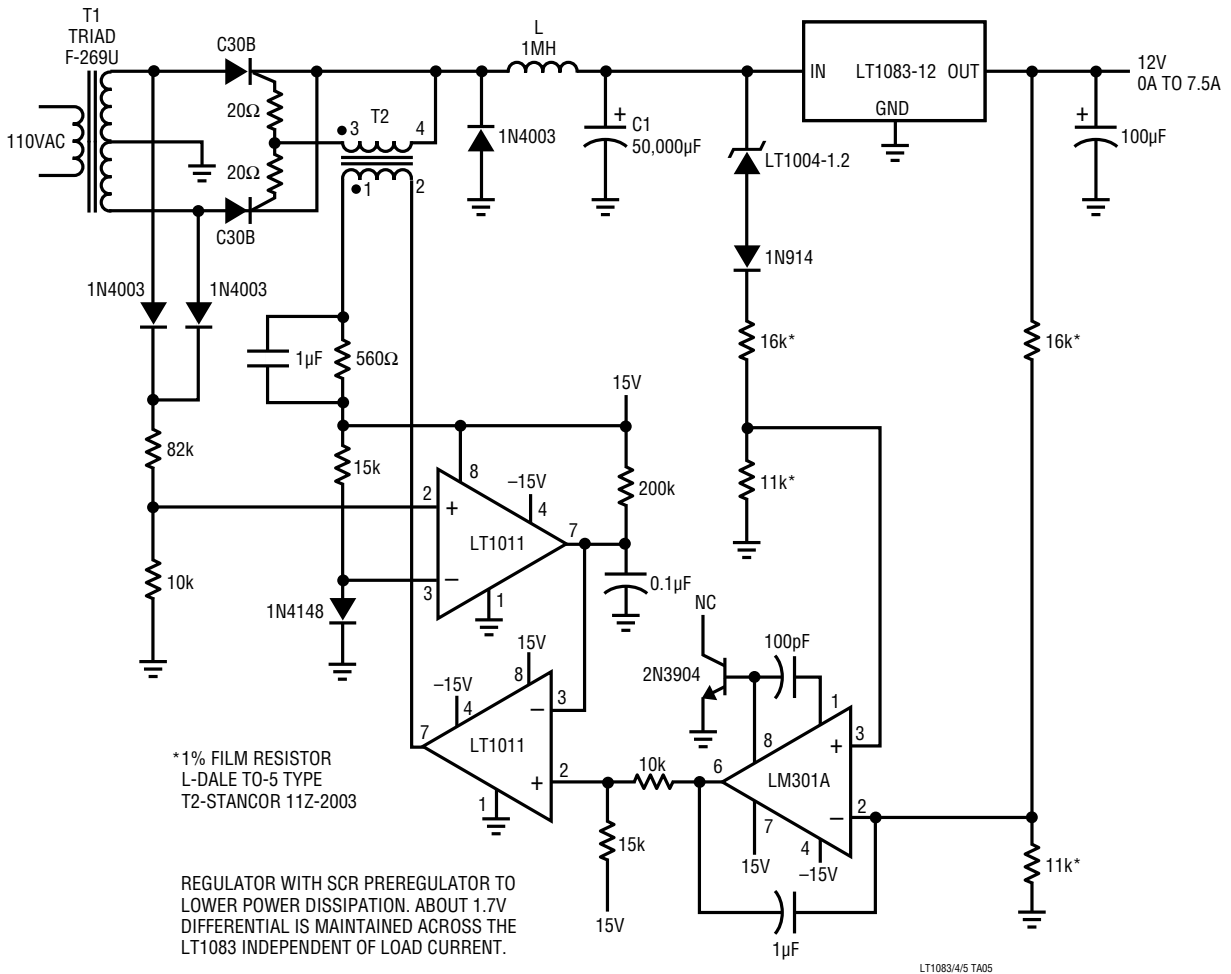 T1
TRIAD
F-269U
110VAC
C30B
20Ω
20Ω
C30B
T2
3
4
1
2
L
1MH
1N4003
+
C1
50,000µF
LT1004-1.2
1N914
16k*
11k*
IN
LT1083-12
OUT
GND
12V
0A TO 7.5A
+
100µF
16k*
11k*
1N4003
1N4003
82k
10k
1µF
560Ω
15k
1N4148
15V
200k
0.1µF
8
–15V
4
2
+
LT1011
7
–
3
1
15V
8
–15V
4
3
–
7
LT1011
+
2
1
10k
15k
15V
NC
2N3904
100pF
1
8
+
3
6
LM301A
–
2
7
15V
4
–15V
1µF
*1% FILM RESISTOR
L-DALE TO-5 TYPE
T2-STANCOR 11Z-2003
REGULATOR WITH SCR PREREGULATOR TO
LOWER POWER DISSIPATION. ABOUT 1.7V
DIFFERENTIAL IS MAINTAINED ACROSS THE
LT1083 INDEPENDENT OF LOAD CURRENT.
LT1083/4/5 TA05